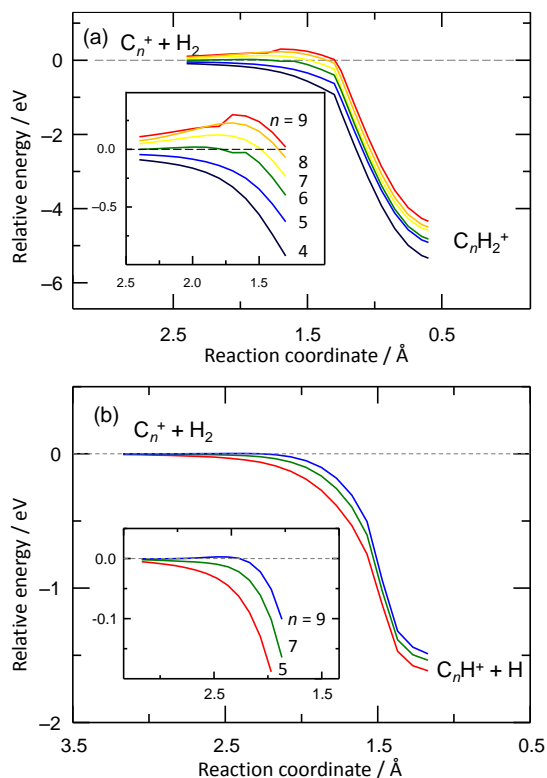 (a)
Cₙ⁺ + H₂
Relative energy / eV
0
−2
−4
−6
n = 9
8
7
6
5
4
0.0
-0.5
2.5
2.0
1.5
CₙH₂⁺
2.5
1.5
0.5
Reaction coordinate / Å
(b)
Cₙ⁺ + H₂
Relative energy / eV
0
−1
−2
0.0
-0.1
n = 9
7
5
2.5
1.5
CₙH⁺ + H
3.5
2.5
1.5
0.5
Reaction coordinate / Å